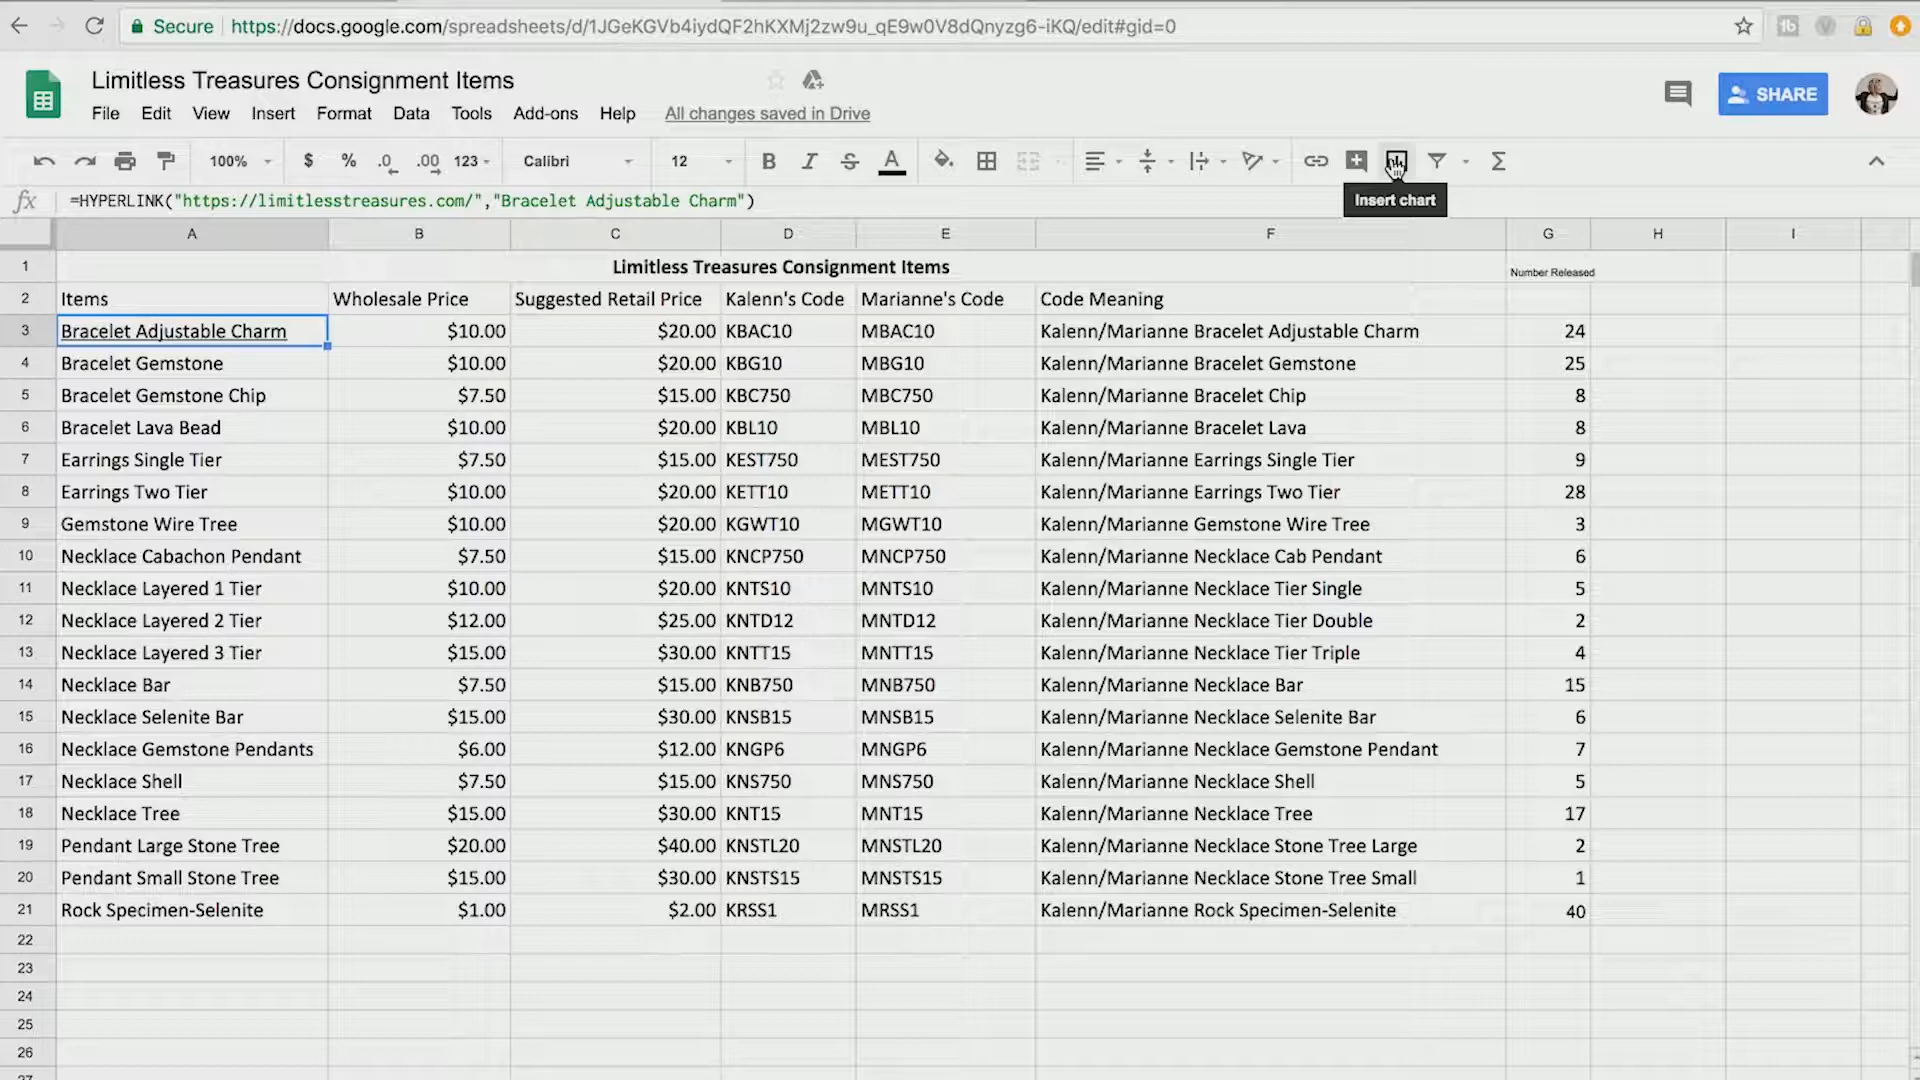 Secure https://docs.google.com/spreadsheets/d/1JGeKGVb4iydQF2hKXMj2zw9u_qE9w0V8dQnyzg6-iKQ/edit#gid=0
Limitless Treasures Consignment Items
File Edit View Insert Format Data Tools Add-ons Help All changes saved in Drive
SHARE
100% $ % .0 .00 123 Calibri 12 B I S A Σ
fx =HYPERLINK("https://limitlesstreasures.com/","Bracelet Adjustable Charm")
Insert chart
A B C D E F G H I
1 Limitless Treasures Consignment Items Number Released
2 Items Wholesale Price Suggested Retail Price Kalenn's Code Marianne's Code Code Meaning
3 Bracelet Adjustable Charm $10.00 $20.00 KBAC10 MBAC10 Kalenn/Marianne Bracelet Adjustable Charm 24
4 Bracelet Gemstone $10.00 $20.00 KBG10 MBG10 Kalenn/Marianne Bracelet Gemstone 25
5 Bracelet Gemstone Chip $7.50 $15.00 KBC750 MBC750 Kalenn/Marianne Bracelet Chip 8
6 Bracelet Lava Bead $10.00 $20.00 KBL10 MBL10 Kalenn/Marianne Bracelet Lava 8
7 Earrings Single Tier $7.50 $15.00 KEST750 MEST750 Kalenn/Marianne Earrings Single Tier 9
8 Earrings Two Tier $10.00 $20.00 KETT10 METT10 Kalenn/Marianne Earrings Two Tier 28
9 Gemstone Wire Tree $10.00 $20.00 KGWT10 MGWT10 Kalenn/Marianne Gemstone Wire Tree 3
10 Necklace Cabachon Pendant $7.50 $15.00 KNCP750 MNCP750 Kalenn/Marianne Necklace Cab Pendant 6
11 Necklace Layered 1 Tier $10.00 $20.00 KNTS10 MNTS10 Kalenn/Marianne Necklace Tier Single 5
12 Necklace Layered 2 Tier $12.00 $25.00 KNTD12 MNTD12 Kalenn/Marianne Necklace Tier Double 2
13 Necklace Layered 3 Tier $15.00 $30.00 KNTT15 MNTT15 Kalenn/Marianne Necklace Tier Triple 4
14 Necklace Bar $7.50 $15.00 KNB750 MNB750 Kalenn/Marianne Necklace Bar 15
15 Necklace Selenite Bar $15.00 $30.00 KNSB15 MNSB15 Kalenn/Marianne Necklace Selenite Bar 6
16 Necklace Gemstone Pendants $6.00 $12.00 KNGP6 MNGP6 Kalenn/Marianne Necklace Gemstone Pendant 7
17 Necklace Shell $7.50 $15.00 KNS750 MNS750 Kalenn/Marianne Necklace Shell 5
18 Necklace Tree $15.00 $30.00 KNT15 MNT15 Kalenn/Marianne Necklace Tree 17
19 Pendant Large Stone Tree $20.00 $40.00 KNSTL20 MNSTL20 Kalenn/Marianne Necklace Stone Tree Large 2
20 Pendant Small Stone Tree $15.00 $30.00 KNSTS15 MNSTS15 Kalenn/Marianne Necklace Stone Tree Small 1
21 Rock Specimen-Selenite $1.00 $2.00 KRSS1 MRSS1 Kalenn/Marianne Rock Specimen-Selenite 40
22
23
24
25
26
27